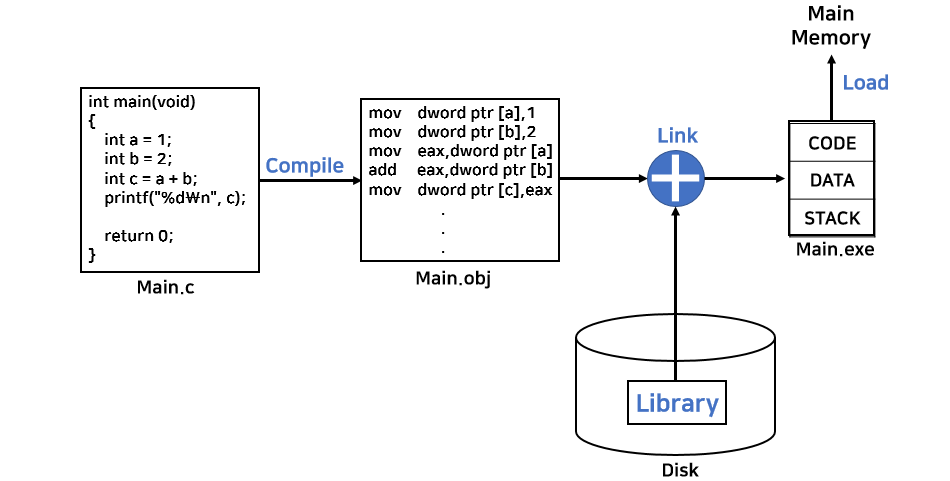 int main(void)
{
int a = 1;
int b = 2;
int c = a + b;
printf("%d₩n", c);
return 0;
}
Main.c
Compile
mov dword ptr [a],1
mov dword ptr [b],2
mov eax,dword ptr [a]
add eax,dword ptr [b]
mov dword ptr [c],eax
.
.
.
Main.obj
Link
Library
Disk
Main
Memory
Load
CODE
DATA
STACK
Main.exe